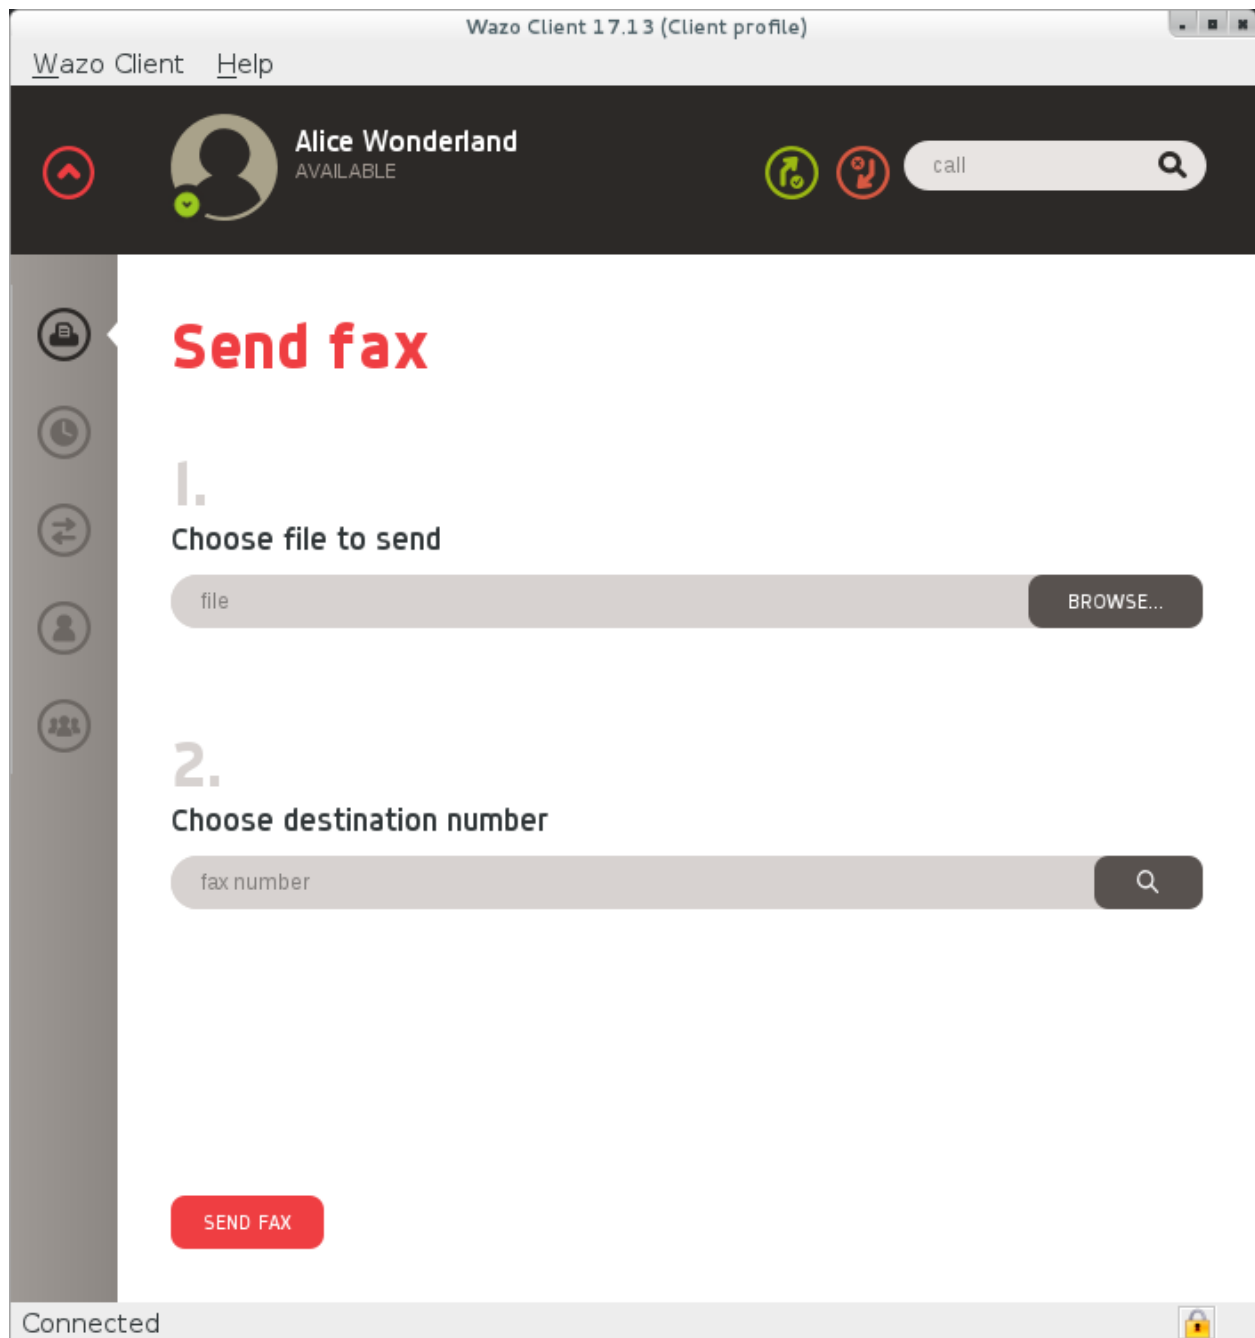 Wazo Client 17.13 (Client profile)
Wazo Client Help
Alice Wonderland
AVAILABLE
call
Send fax
1.
Choose file to send
file BROWSE...
2.
Choose destination number
fax number
SEND FAX
Connected